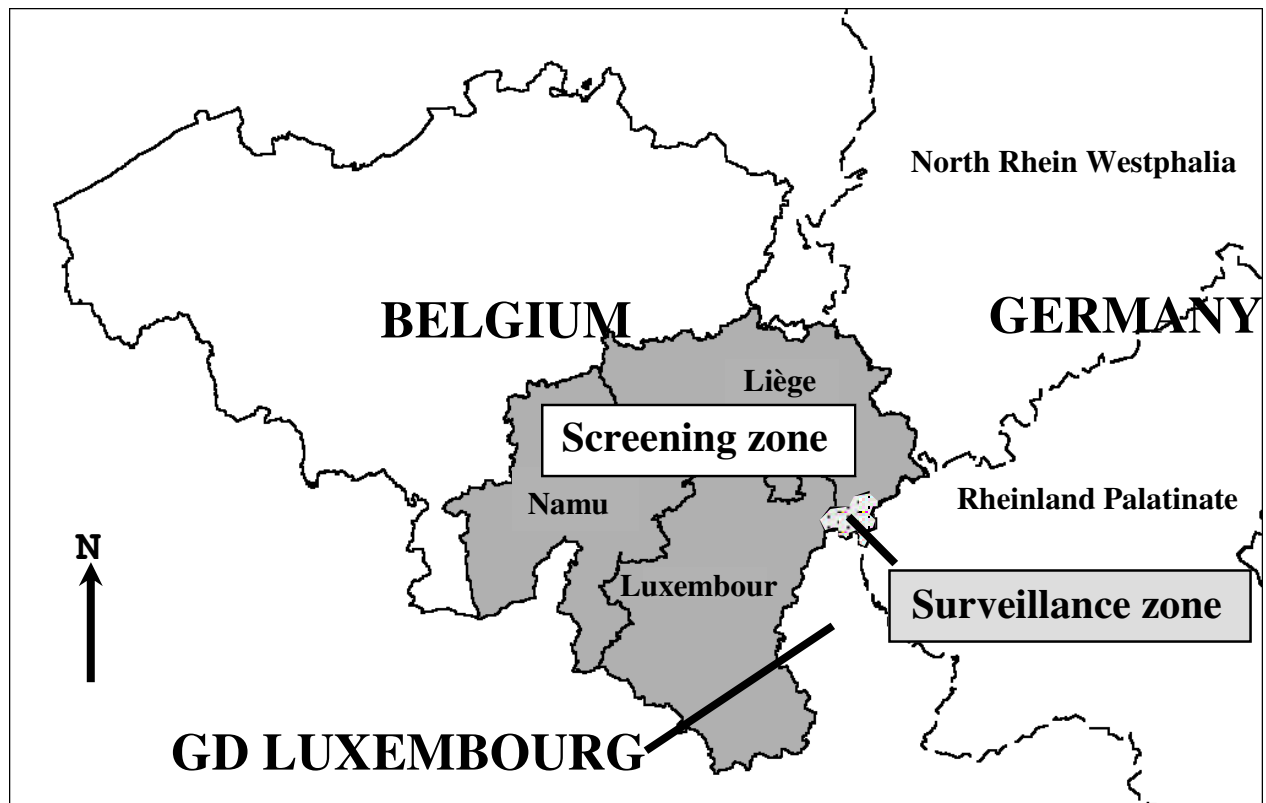 North Rhein Westphalia
BELGIUM
GERMANY
Liège
Screening zone
Namu
Rheinland Palatinate
N
Luxembour
Surveillance zone
GD LUXEMBOURG